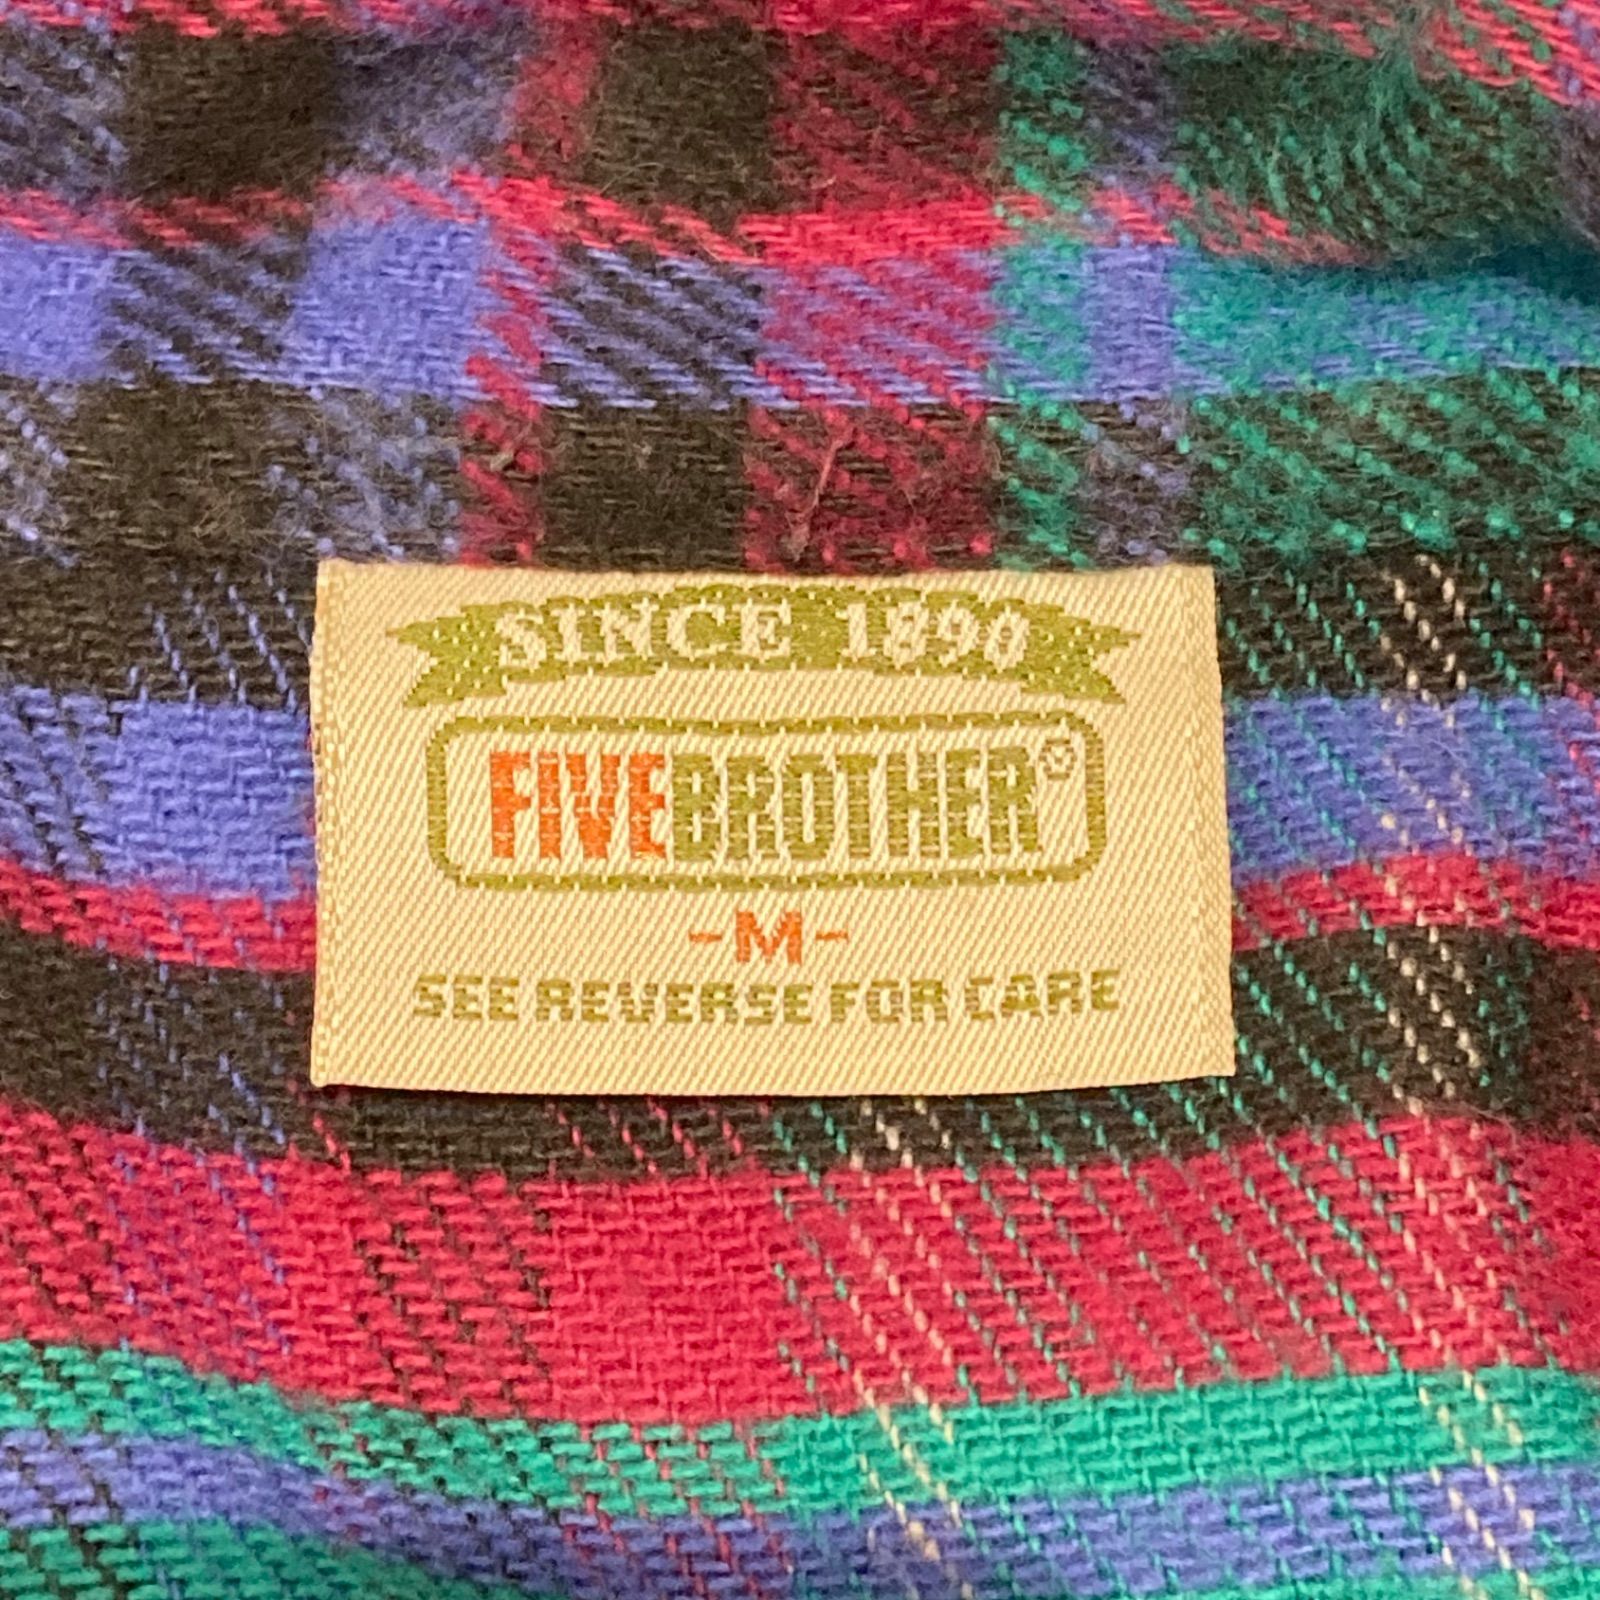 SINCE 1890
FIVEBROTHER®
-M-
SEE REVERSE FOR CARE